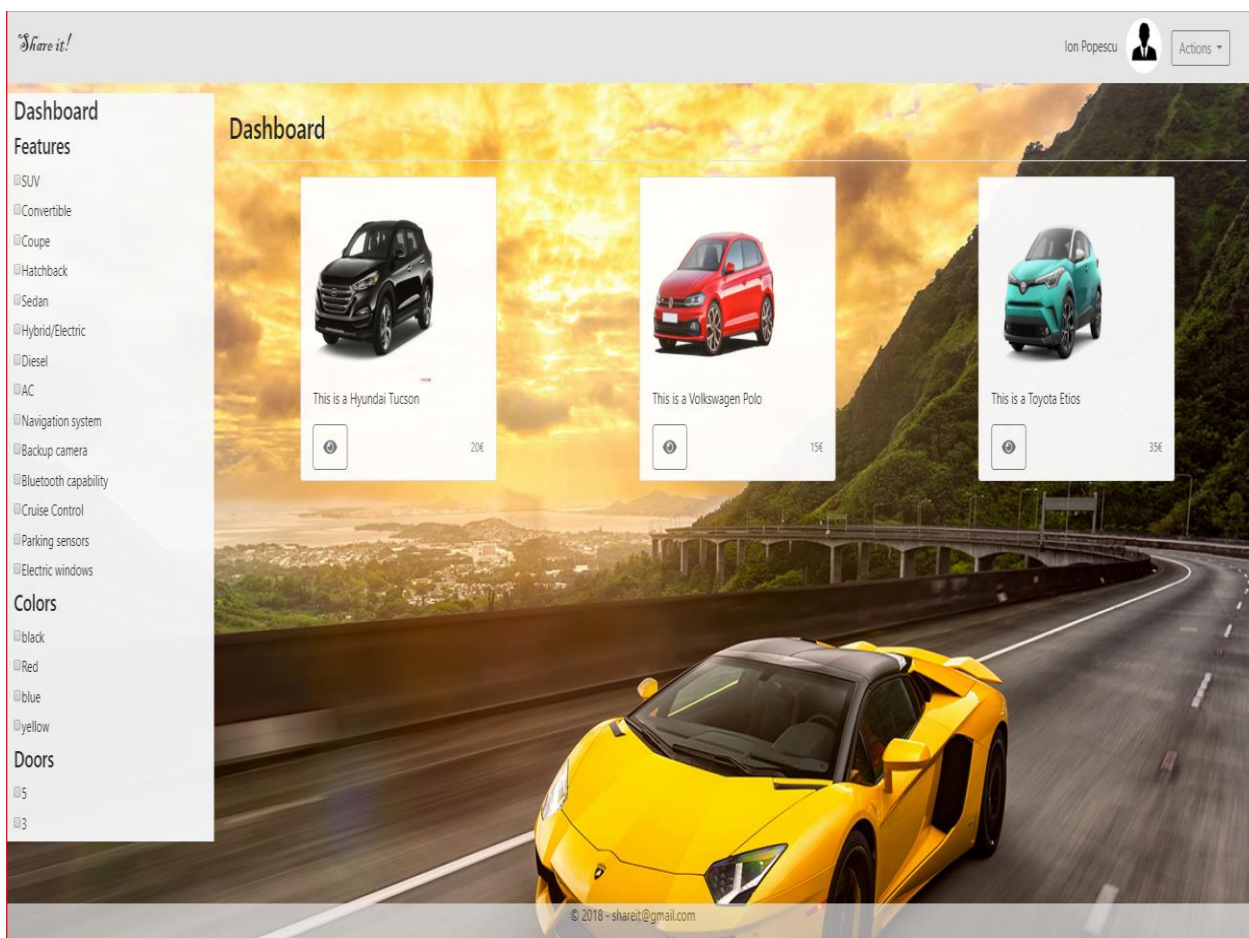 Share it!
Ion Popescu
Actions
Dashboard
Features
SUV
Convertible
Coupe
Hatchback
Sedan
Hybrid/Electric
Diesel
AC
Navigation system
Backup camera
Bluetooth capability
Cruise Control
Parking sensors
Electric windows
Colors
black
Red
blue
yellow
Doors
5
3
Dashboard
This is a Hyundai Tucson
20€
This is a Volkswagen Polo
15€
This is a Toyota Etios
35€
© 2018 - shareit@gmail.com